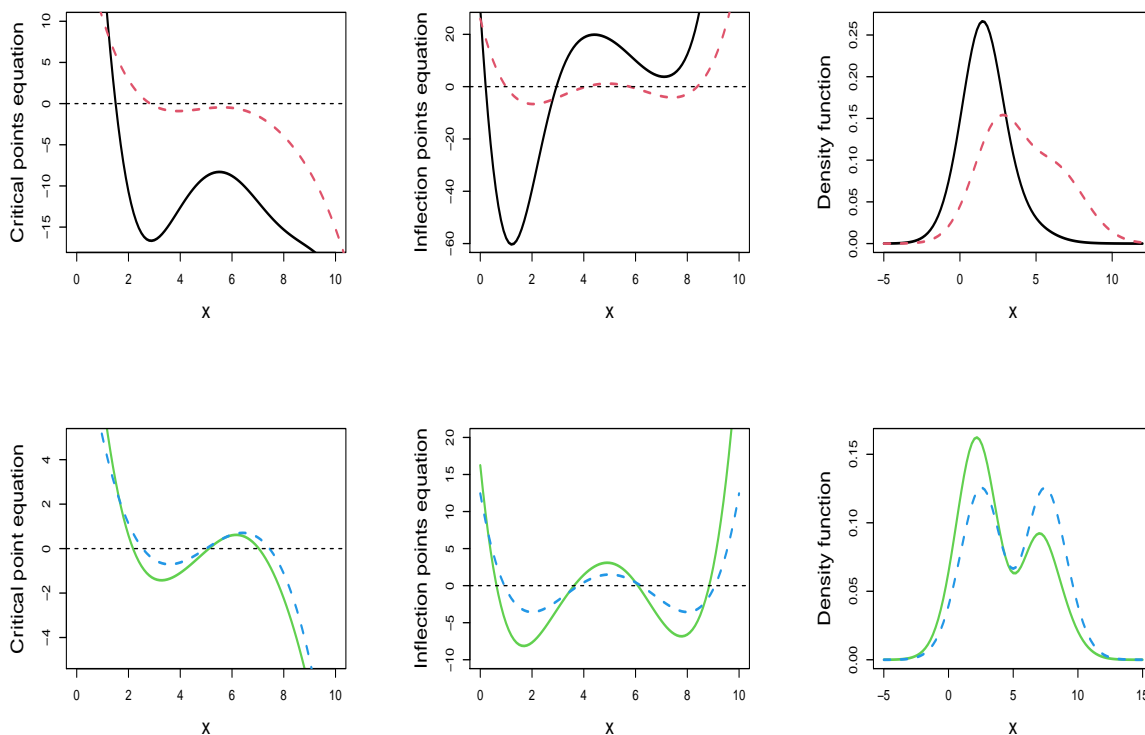 Critical points equation
10
5
0
−5
−10
−15
0 2 4 6 8 10
X
Inflection points equation
20
0
−20
−40
−60
0 2 4 6 8 10
X
Density function
0.25
0.20
0.15
0.10
0.05
0.00
−5 0 5 10
X
Critical point equation
4
2
0
−2
−4
0 2 4 6 8 10
X
Inflection points equation
20
15
10
5
0
−5
−10
0 2 4 6 8 10
X
Density function
0.15
0.10
0.05
0.00
−5 0 5 10 15
X